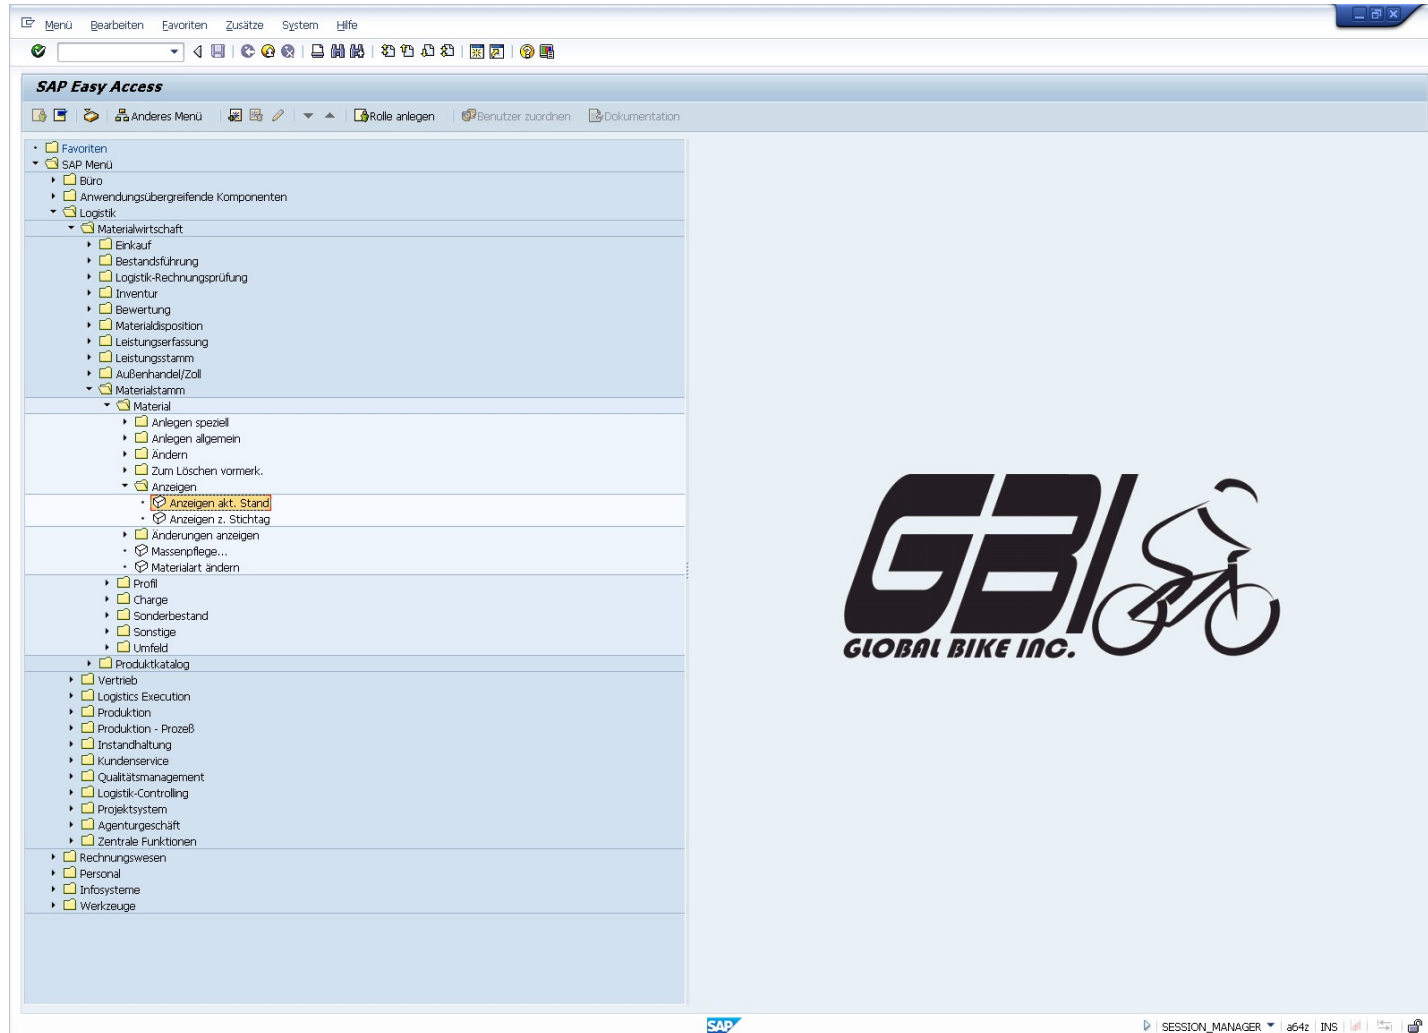 Menü Bearbeiten Favoriten Zusätze System Hilfe
SAP Easy Access
Anderes Menü Rolle anlegen Benutzer zuordnen Dokumentation
Favoriten
SAP Menü
Büro
Anwendungsübergreifende Komponenten
Logistik
Materialwirtschaft
Einkauf
Bestandsführung
Logistik-Rechnungsprüfung
Inventur
Bewertung
Materialdisposition
Leistungserfassung
Leistungsstamm
Außenhandel/Zoll
Materialstamm
Material
Anlegen speziell
Anlegen allgemein
Ändern
Zum Löschen vormerk.
Anzeigen
Anzeigen akt. Stand
Anzeigen z. Stichtag
Änderungen anzeigen
Massenpflege...
Materialart ändern
Profil
Charge
Sonderbestand
Sonstige
Umfeld
Produktkatalog
Vertrieb
Logistics Execution
Produktion
Produktion - Prozeß
Instandhaltung
Kundenservice
Qualitätsmanagement
Logistik-Controlling
Projektsystem
Agenturgeschäft
Zentrale Funktionen
Rechnungswesen
Personal
Infosysteme
Werkzeuge
GBI
GLOBAL BIKE INC.
SAP
SESSION_MANAGER a64z INS